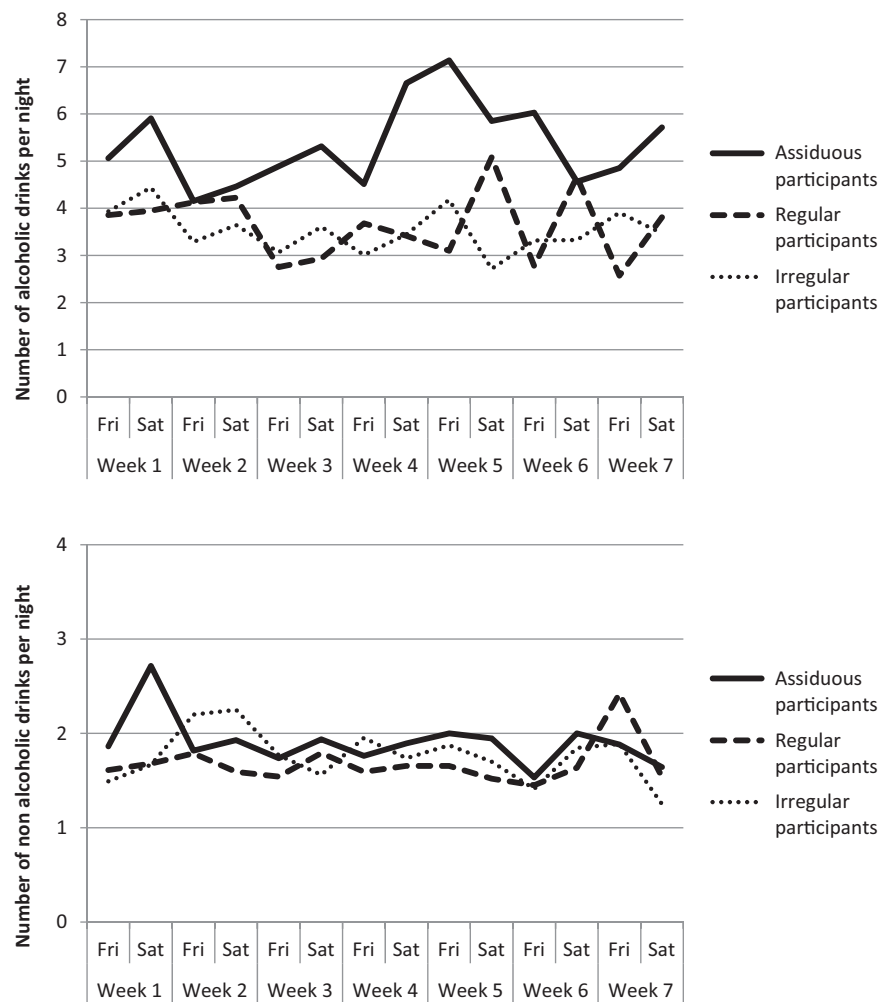 Number of alcoholic drinks per night
8
7
6
5
4
3
2
1
0
Fri Sat Fri Sat Fri Sat Fri Sat Fri Sat Fri Sat Fri Sat
Week 1 Week 2 Week 3 Week 4 Week 5 Week 6 Week 7
Assiduous
participants
Regular
participants
Irregular
participants
Number of non alcoholic drinks per night
4
3
2
1
0
Fri Sat Fri Sat Fri Sat Fri Sat Fri Sat Fri Sat Fri Sat
Week 1 Week 2 Week 3 Week 4 Week 5 Week 6 Week 7
Assiduous
participants
Regular
participants
Irregular
participants